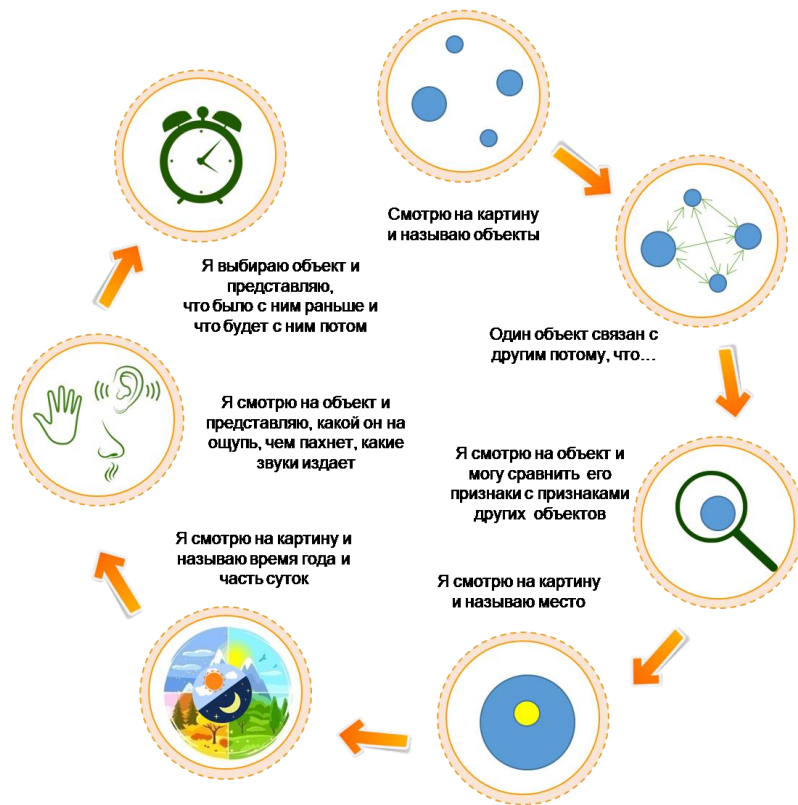 Смотрю на картину
и называю объекты
Один объект связан с
другим потому, что…
Я смотрю на объект и
могу сравнить его
признаки с признаками
других объектов
Я смотрю на картину
и называю место
Я смотрю на картину и
называю время года и
часть суток
Я смотрю на объект и
представляю, какой он на
ощупь, чем пахнет, какие
звуки издает
Я выбираю объект и
представляю,
что было с ним раньше и
что будет с ним потом